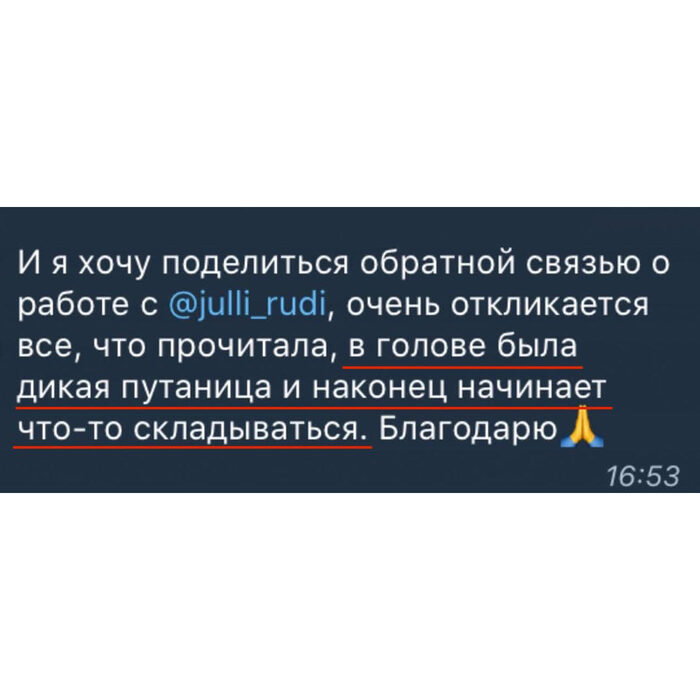 И я хочу поделиться обратной связью о
работе с @julli_rudi, очень откликается
все, что прочитала, в голове была
дикая путаница и наконец начинает
что-то складываться. Благодарю🙏
16:53